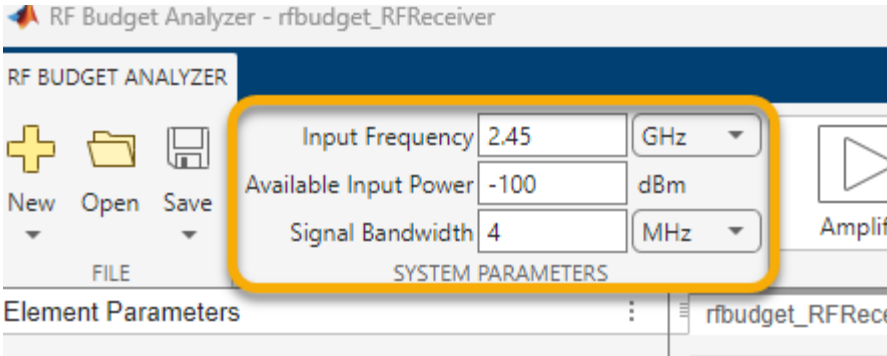 RF Budget Analyzer - rfbudget_RFReceiver
RF BUDGET ANALYZER
Input Frequency 2.45 GHz
Available Input Power -100 dBm
Signal Bandwidth 4 MHz
New Open Save
Amplif
FILE
SYSTEM PARAMETERS
Element Parameters
rfbudget_RFRece